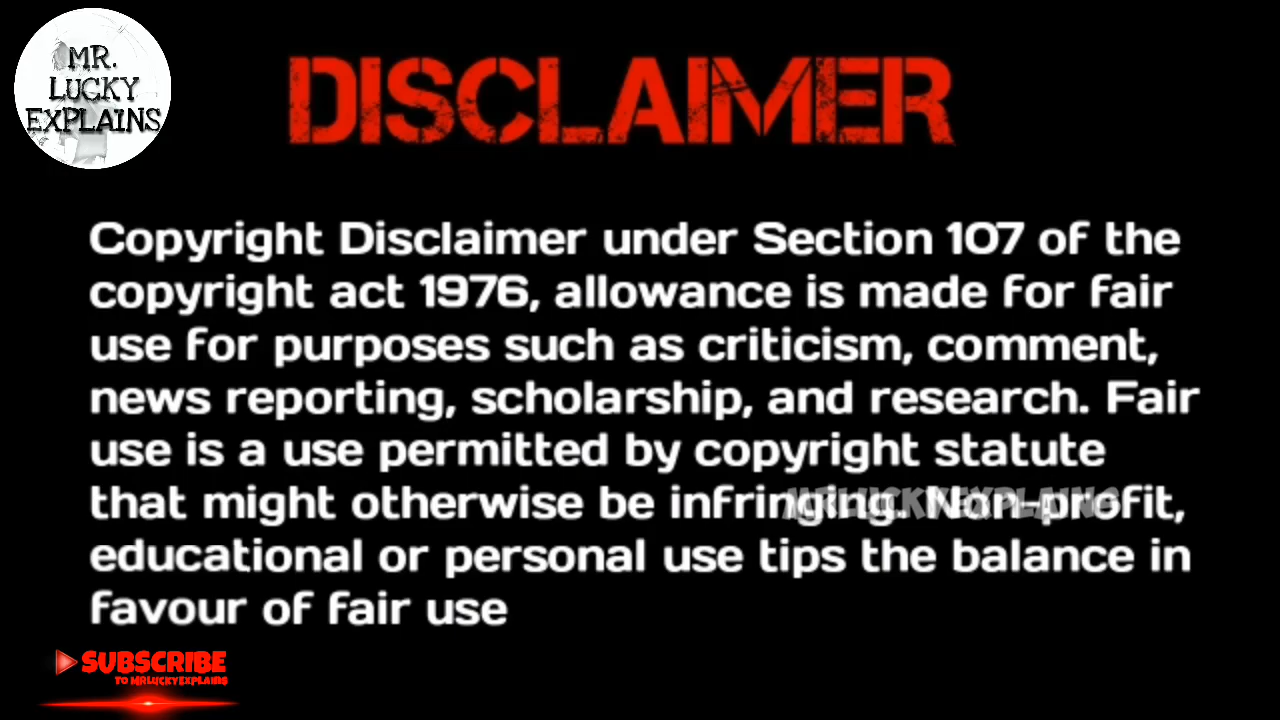 MR.
LUCKY
EXPLAINS
DISCLAIMER
Copyright Disclaimer under Section 107 of the
copyright act 1976, allowance is made for fair
use for purposes such as criticism, comment,
news reporting, scholarship, and research. Fair
use is a use permitted by copyright statute
that might otherwise be infringing. Non-profit,
MRLUCKYEXPLAINS
educational or personal use tips the balance in
favour of fair use
SUBSCRIBE
TO MRLUCKYEXPLAINS